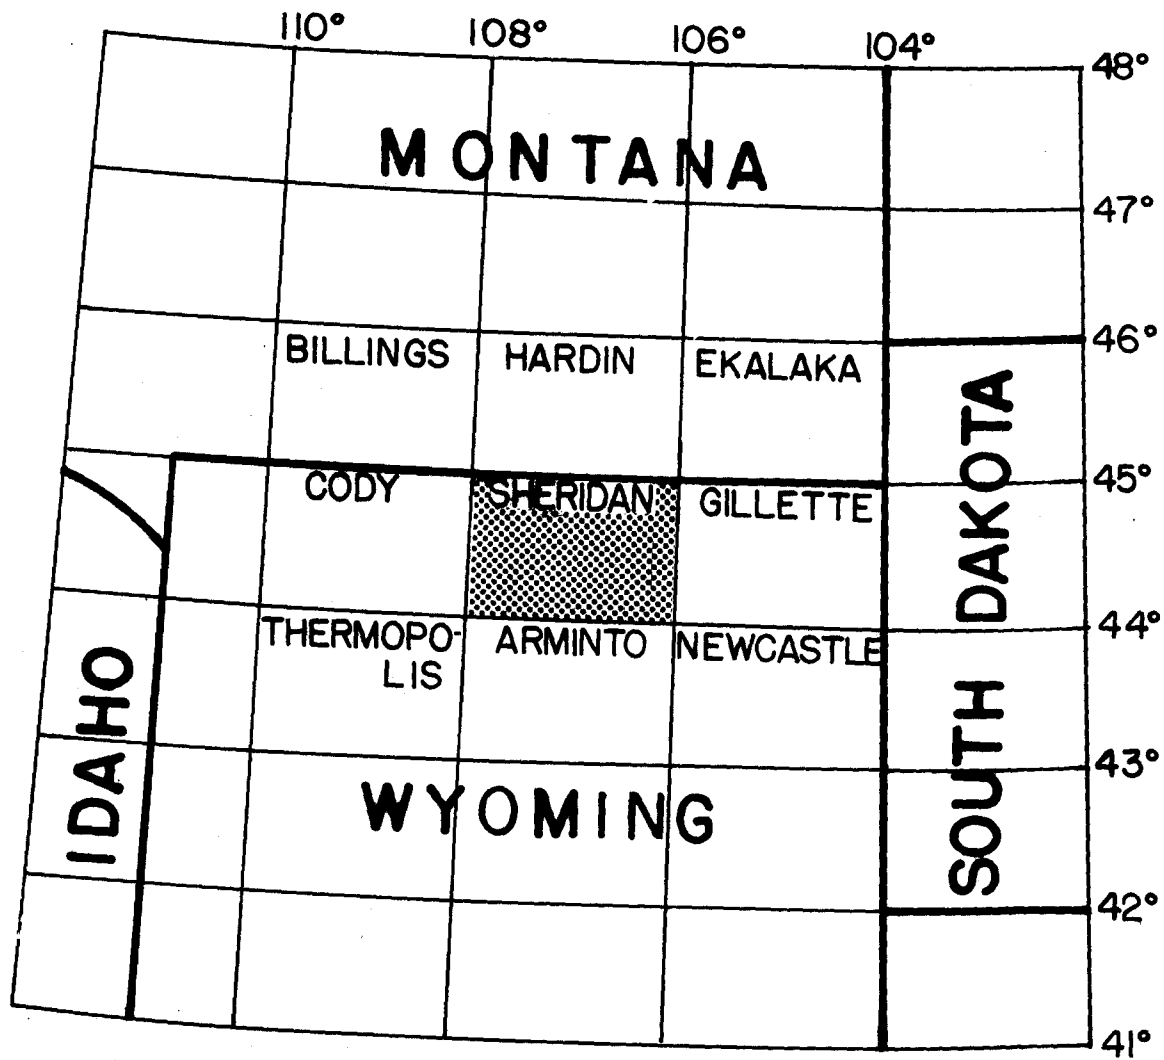 110° 108° 106° 104°
48°
MONTANA
47°
46°
BILLINGS HARDIN EKALAKA
45°
CODY SHERIDAN GILLETTE
SOUTH DAKOTA
44°
THERMOPO-
LIS
ARMINTO NEWCASTLE
IDAHO
43°
WYOMING
42°
41°